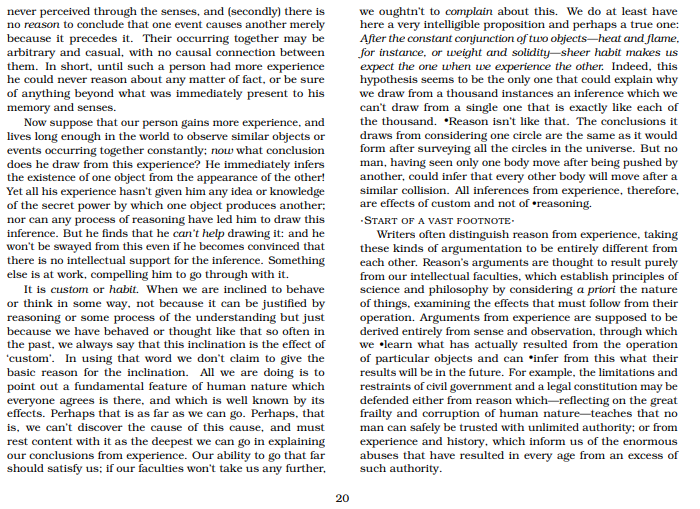 never perceived through the senses, and (secondly) there is
no reason to conclude that one event causes another merely
because it precedes it. Their occurring together may be
arbitrary and casual, with no causal connection between
them. In short, until such a person had more experience
he could never reason about any matter of fact, or be sure
of anything beyond what was immediately present to his
memory and senses.
Now suppose that our person gains more experience, and
lives long enough in the world to observe similar objects or
events occurring together constantly; now what conclusion
does he draw from this experience? He immediately infers
the existence of one object from the appearance of the other!
Yet all his experience hasn't given him any idea or knowledge
of the secret power by which one object produces another;
nor can any process of reasoning have led him to draw this
inference. But he finds that he can't help drawing it: and he
won't be swayed from this even if he becomes convinced that
there is no intellectual support for the inference. Something
else is at work, compelling him to go through with it.
It is custom or habit. When we are inclined to behave
or think in some way, not because it can be justified by
reasoning or some process of the understanding but just
because we have behaved or thought like that so often in
the past, we always say that this inclination is the effect of
‘custom’. In using that word we don't claim to give the
basic reason for the inclination. All we are doing is to
point out a fundamental feature of human nature which
everyone agrees is there, and which is well known by its
effects. Perhaps that is as far as we can go. Perhaps, that
is, we can't discover the cause of this cause, and must
rest content with it as the deepest we can go in explaining
our conclusions from experience. Our ability to go that far
should satisfy us; if our faculties won't take us any further,
we oughtn't to complain about this. We do at least have
here a very intelligible proposition and perhaps a true one:
After the constant conjunction of two objects—heat and flame,
for instance, or weight and solidity—sheer habit makes us
expect the one when we experience the other. Indeed, this
hypothesis seems to be the only one that could explain why
we draw from a thousand instances an inference which we
can't draw from a single one that is exactly like each of
the thousand. •Reason isn't like that. The conclusions it
draws from considering one circle are the same as it would
form after surveying all the circles in the universe. But no
man, having seen only one body move after being pushed by
another, could infer that every other body will move after a
similar collision. All inferences from experience, therefore,
are effects of custom and not of •reasoning.
·START OF A VAST FOOTNOTE·
Writers often distinguish reason from experience, taking
these kinds of argumentation to be entirely different from
each other. Reason's arguments are thought to result purely
from our intellectual faculties, which establish principles of
science and philosophy by considering a priori the nature
of things, examining the effects that must follow from their
operation. Arguments from experience are supposed to be
derived entirely from sense and observation, through which
we •learn what has actually resulted from the operation
of particular objects and can •infer from this what their
results will be in the future. For example, the limitations and
restraints of civil government and a legal constitution may be
defended either from reason which—reflecting on the great
frailty and corruption of human nature—teaches that no
man can safely be trusted with unlimited authority; or from
experience and history, which inform us of the enormous
abuses that have resulted in every age from an excess of
such authority.
20